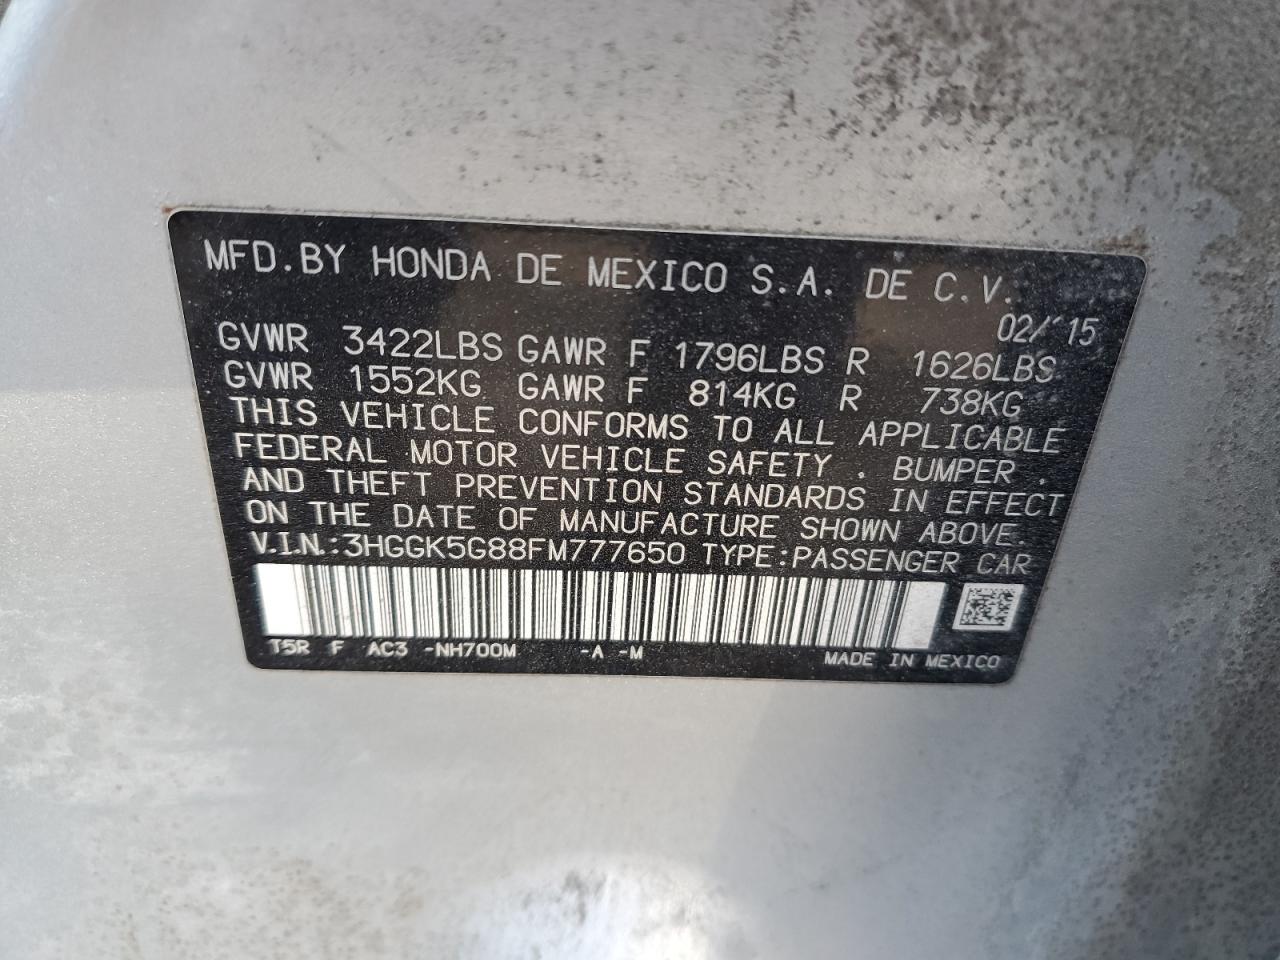 MFD.BY HONDA DE MEXICO S.A. DE C.V.
02/'15
GVWR 3422LBS GAWR F 1796LBS R 1626LBS
GVWR 1552KG GAWR F 814KG R 738KG
THIS VEHICLE CONFORMS TO ALL APPLICABLE
FEDERAL MOTOR VEHICLE SAFETY . BUMPER .
AND THEFT PREVENTION STANDARDS IN EFFECT
ON THE DATE OF MANUFACTURE SHOWN ABOVE.
V.I.N.:3HGGK5G88FM777650 TYPE:PASSENGER CAR
T5R F AC3 -NH700M -A -M
MADE IN MEXICO